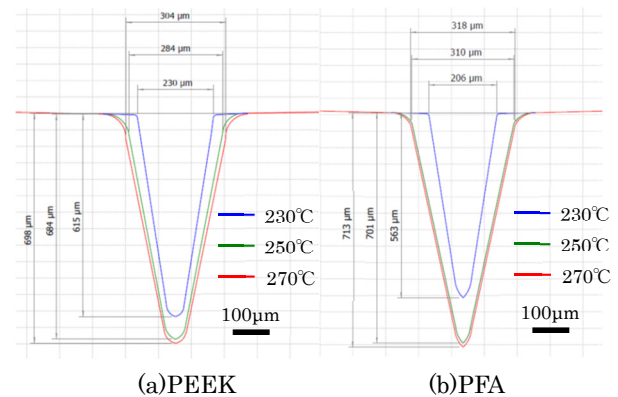 304 μm
284 μm
230 μm
698 μm
684 μm
615 μm
230℃
250℃
270℃
100μm
(a)PEEK
318 μm
310 μm
206 μm
713 μm
701 μm
563 μm
230℃
250℃
270℃
100μm
(b)PFA